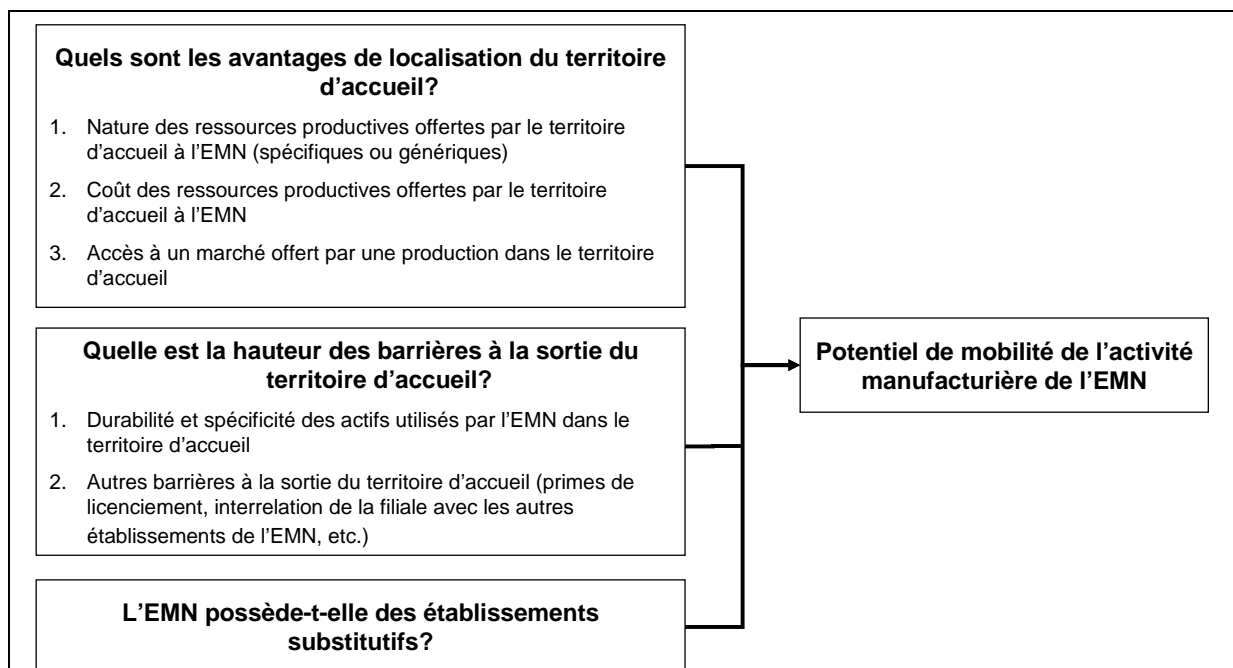 Quels sont les avantages de localisation du territoire
d’accueil?
1. Nature des ressources productives offertes par le territoire
d’accueil à l’EMN (spécifiques ou génériques)
2. Coût des ressources productives offertes par le territoire
d’accueil à l’EMN
3. Accès à un marché offert par une production dans le territoire
d’accueil
Quelle est la hauteur des barrières à la sortie du
territoire d’accueil?
1. Durabilité et spécificité des actifs utilisés par l’EMN dans le
territoire d’accueil
2. Autres barrières à la sortie du territoire d’accueil (primes de
licenciement, interrelation de la filiale avec les autres
établissements de l’EMN, etc.)
L’EMN possède-t-elle des établissements
substitutifs?
Potentiel de mobilité de l’activité
manufacturière de l’EMN